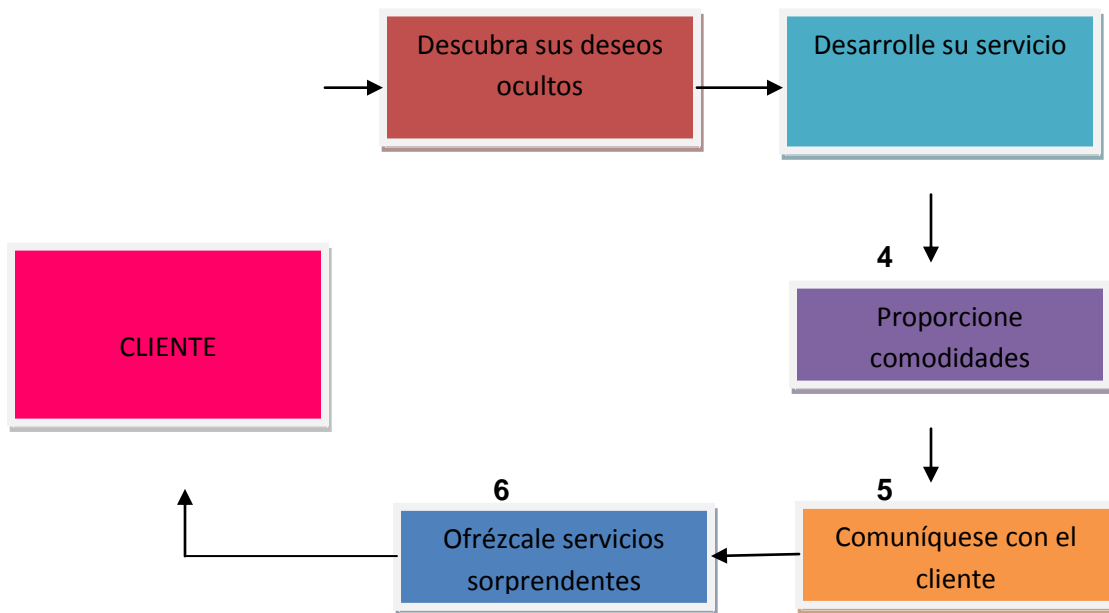 Descubra sus deseos
ocultos
Desarrolle su servicio
CLIENTE
4
Proporcione
comodidades
5
Comuníquese con el
cliente
6
Ofrézcale servicios
sorprendentes